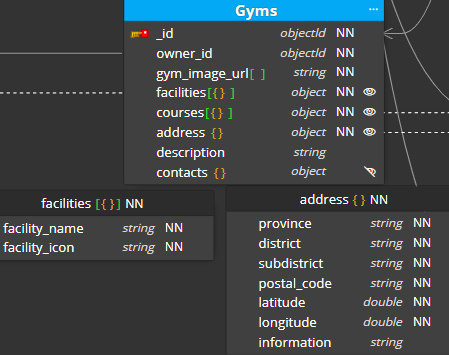 Gyms ...
_id objectId NN
owner_id objectId NN
gym_image_url[ ] string NN
facilities[{} ] object NN
courses[{} ] object NN
address {} object NN
description string
contacts {} object
facilities [{}] NN
facility_name string NN
facility_icon string NN
address {} NN
province string NN
district string NN
subdistrict string NN
postal_code string NN
latitude double NN
longitude double NN
information string